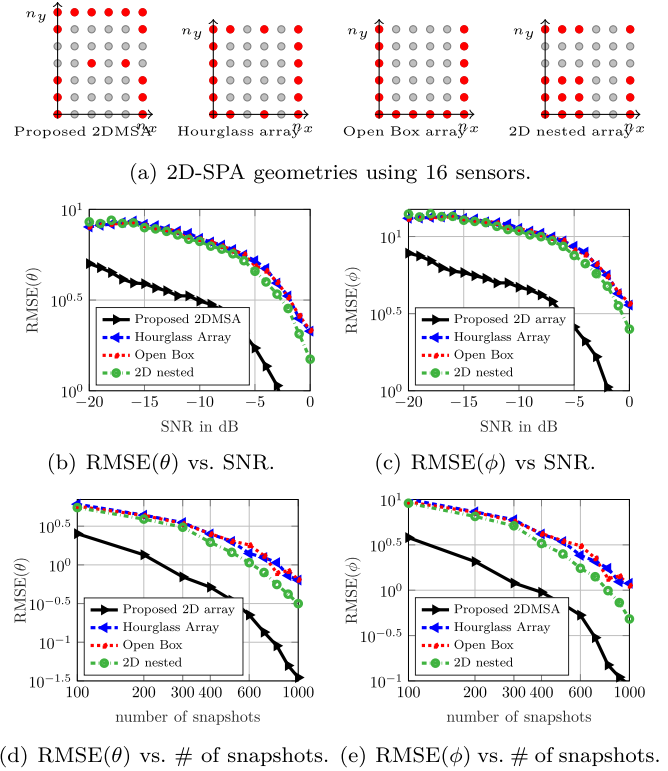 n_y n_y n_y n_y
n_x n_x n_x n_x
Proposed 2DMSA Hourglass array Open Box array 2D nested array
(a) 2D-SPA geometries using 16 sensors.
RMSE(θ)
10^1
10^0.5
10^0
Proposed 2DMSA
Hourglass Array
Open Box
2D nested
−20 −15 −10 −5 0
SNR in dB
RMSE(ϕ)
10^1
10^0.5
10^0
Proposed 2D array
Hourglass Array
Open Box
2D nested
−20 −15 −10 −5 0
SNR in dB
(b) RMSE(θ) vs. SNR.
(c) RMSE(ϕ) vs SNR.
RMSE(θ)
10^0.5
10^0
10^−0.5
10^−1
10^−1.5
Proposed 2D array
Hourglass Array
Open Box
2D nested
100 200 300 400 600 1000
number of snapshots
RMSE(ϕ)
10^1
10^0.5
10^0
10^−0.5
10^−1
Proposed 2DMSA
Hourglass Array
Open Box
2D nested
100 200 300 400 600 1000
number of snapshots
(d) RMSE(θ) vs. # of snapshots.
(e) RMSE(ϕ) vs. # of snapshots.